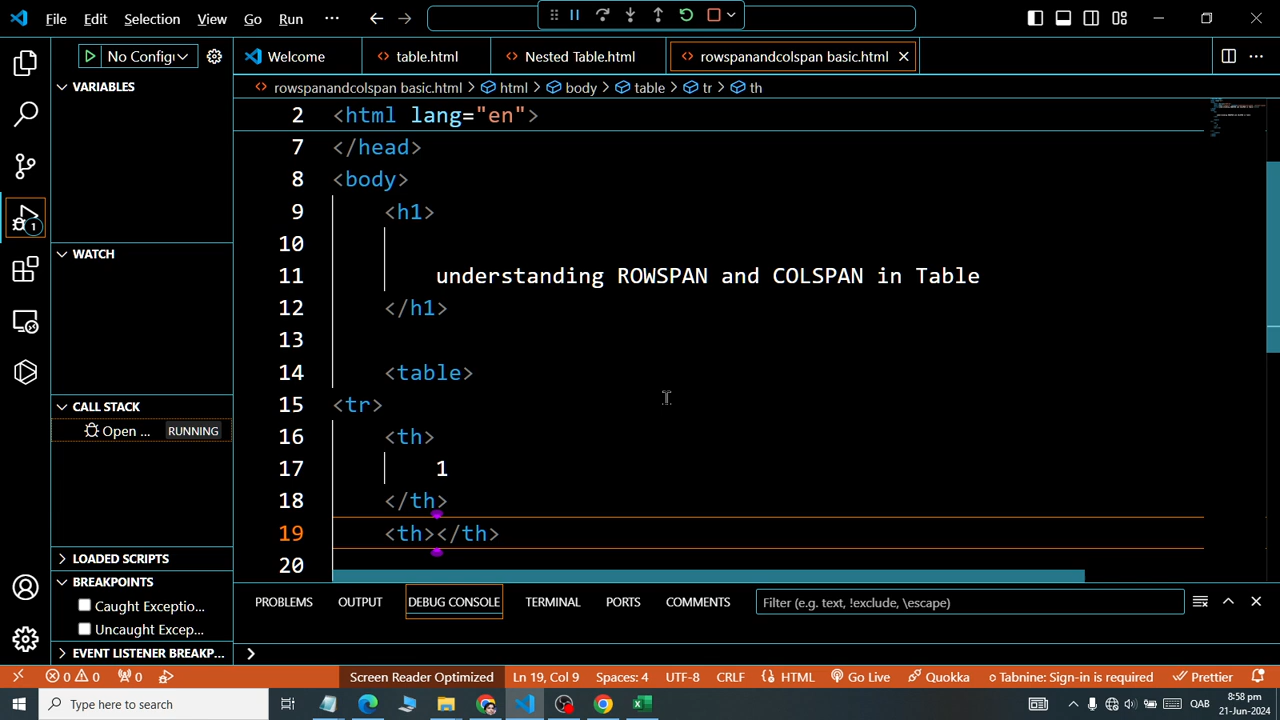 File Edit Selection View Go Run ...
No Config
Welcome
table.html
Nested Table.html
rowspanandcolspan basic.html
VARIABLES
rowspanandcolspan basic.html > html > body > table > tr > th
2 <html lang="en">
7 </head>
8 <body>
9 <h1>
10
11 understanding ROWSPAN and COLSPAN in Table
12 </h1>
13
14 <table>
15 <tr>
16 <th>
17 1
18 </th>
19 <th></th>
20
WATCH
CALL STACK
Open ... RUNNING
LOADED SCRIPTS
BREAKPOINTS
Caught Exceptio...
Uncaught Excep...
EVENT LISTENER BREAKP...
1
PROBLEMS OUTPUT DEBUG CONSOLE TERMINAL PORTS COMMENTS
Filter (e.g. text, !exclude, \escape)
0 0 0
Screen Reader Optimized
Ln 19, Col 9
Spaces: 4
UTF-8
CRLF
HTML
Go Live
Quokka
Tabnine: Sign-in is required
Prettier
Type here to search
QAB
8:58 pm
21-Jun-2024